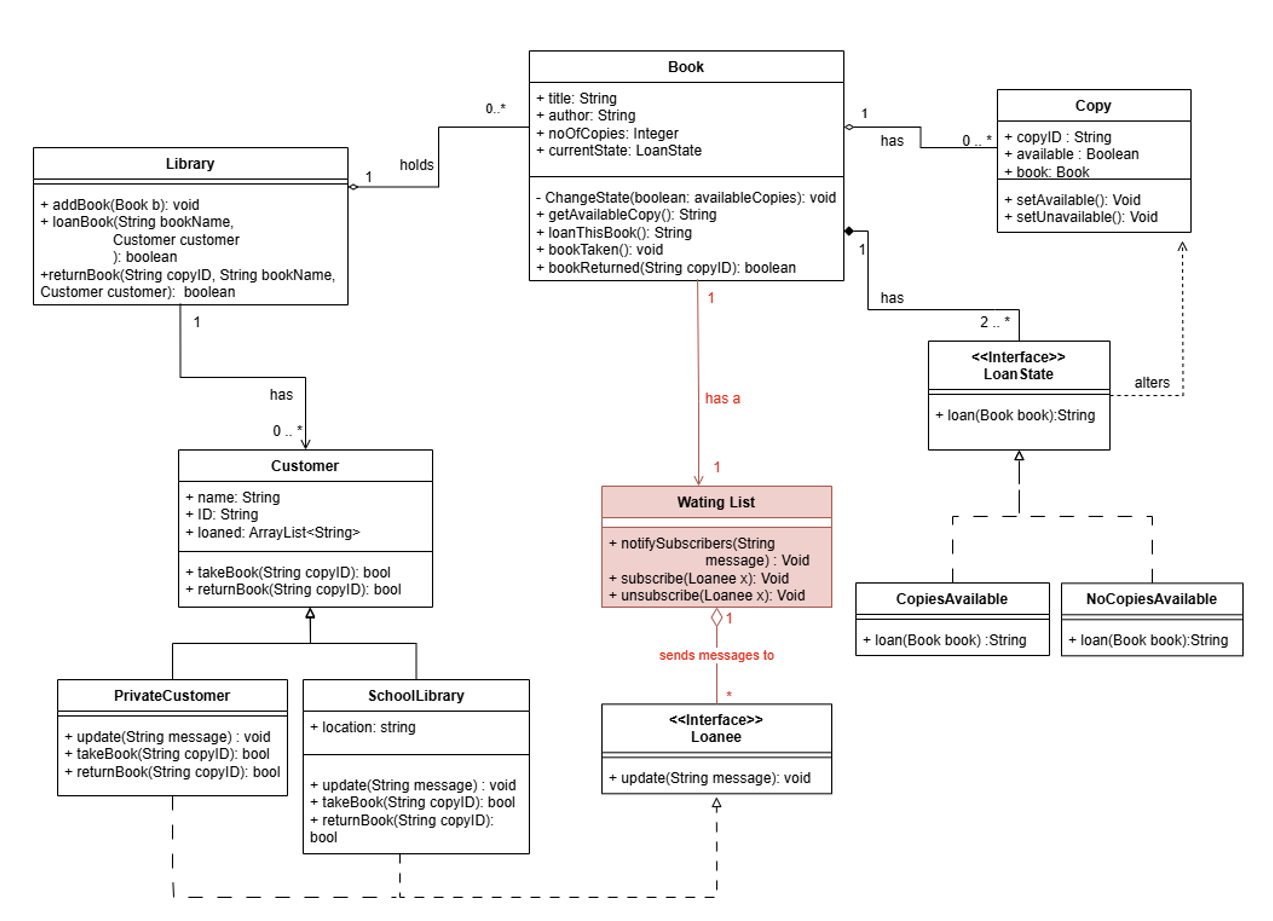 Book
+ title: String
+ author: String
+ noOfCopies: Integer
+ currentState: LoanState
- ChangeState(boolean: availableCopies): void
+ getAvailableCopy(): String
+ loanThisBook(): String
+ bookTaken(): void
+ bookReturned(String copyID): boolean
0..*
holds
1
1
has
0 .. *
Copy
+ copyID : String
+ available : Boolean
+ book: Book
+ setAvailable(): Void
+ setUnavailable(): Void
Library
+ addBook(Book b): void
+ loanBook(String bookName,
Customer customer
): boolean
+returnBook(String copyID, String bookName,
Customer customer): boolean
1
has
0 .. *
1
has
2 .. *
1
has a
1
<<Interface>>
LoanState
+ loan(Book book):String
alters
Customer
+ name: String
+ ID: String
+ loaned: ArrayList<String>
+ takeBook(String copyID): bool
+ returnBook(String copyID): bool
Wating List
+ notifySubscribers(String
message) : Void
+ subscribe(Loanee x): Void
+ unsubscribe(Loanee x): Void
1
sends messages to
*
CopiesAvailable
+ loan(Book book) :String
NoCopiesAvailable
+ loan(Book book):String
PrivateCustomer
+ update(String message) : void
+ takeBook(String copyID): bool
+ returnBook(String copyID): bool
SchoolLibrary
+ location: string
+ update(String message) : void
+ takeBook(String copyID): bool
+ returnBook(String copyID):
bool
<<Interface>>
Loanee
+ update(String message): void